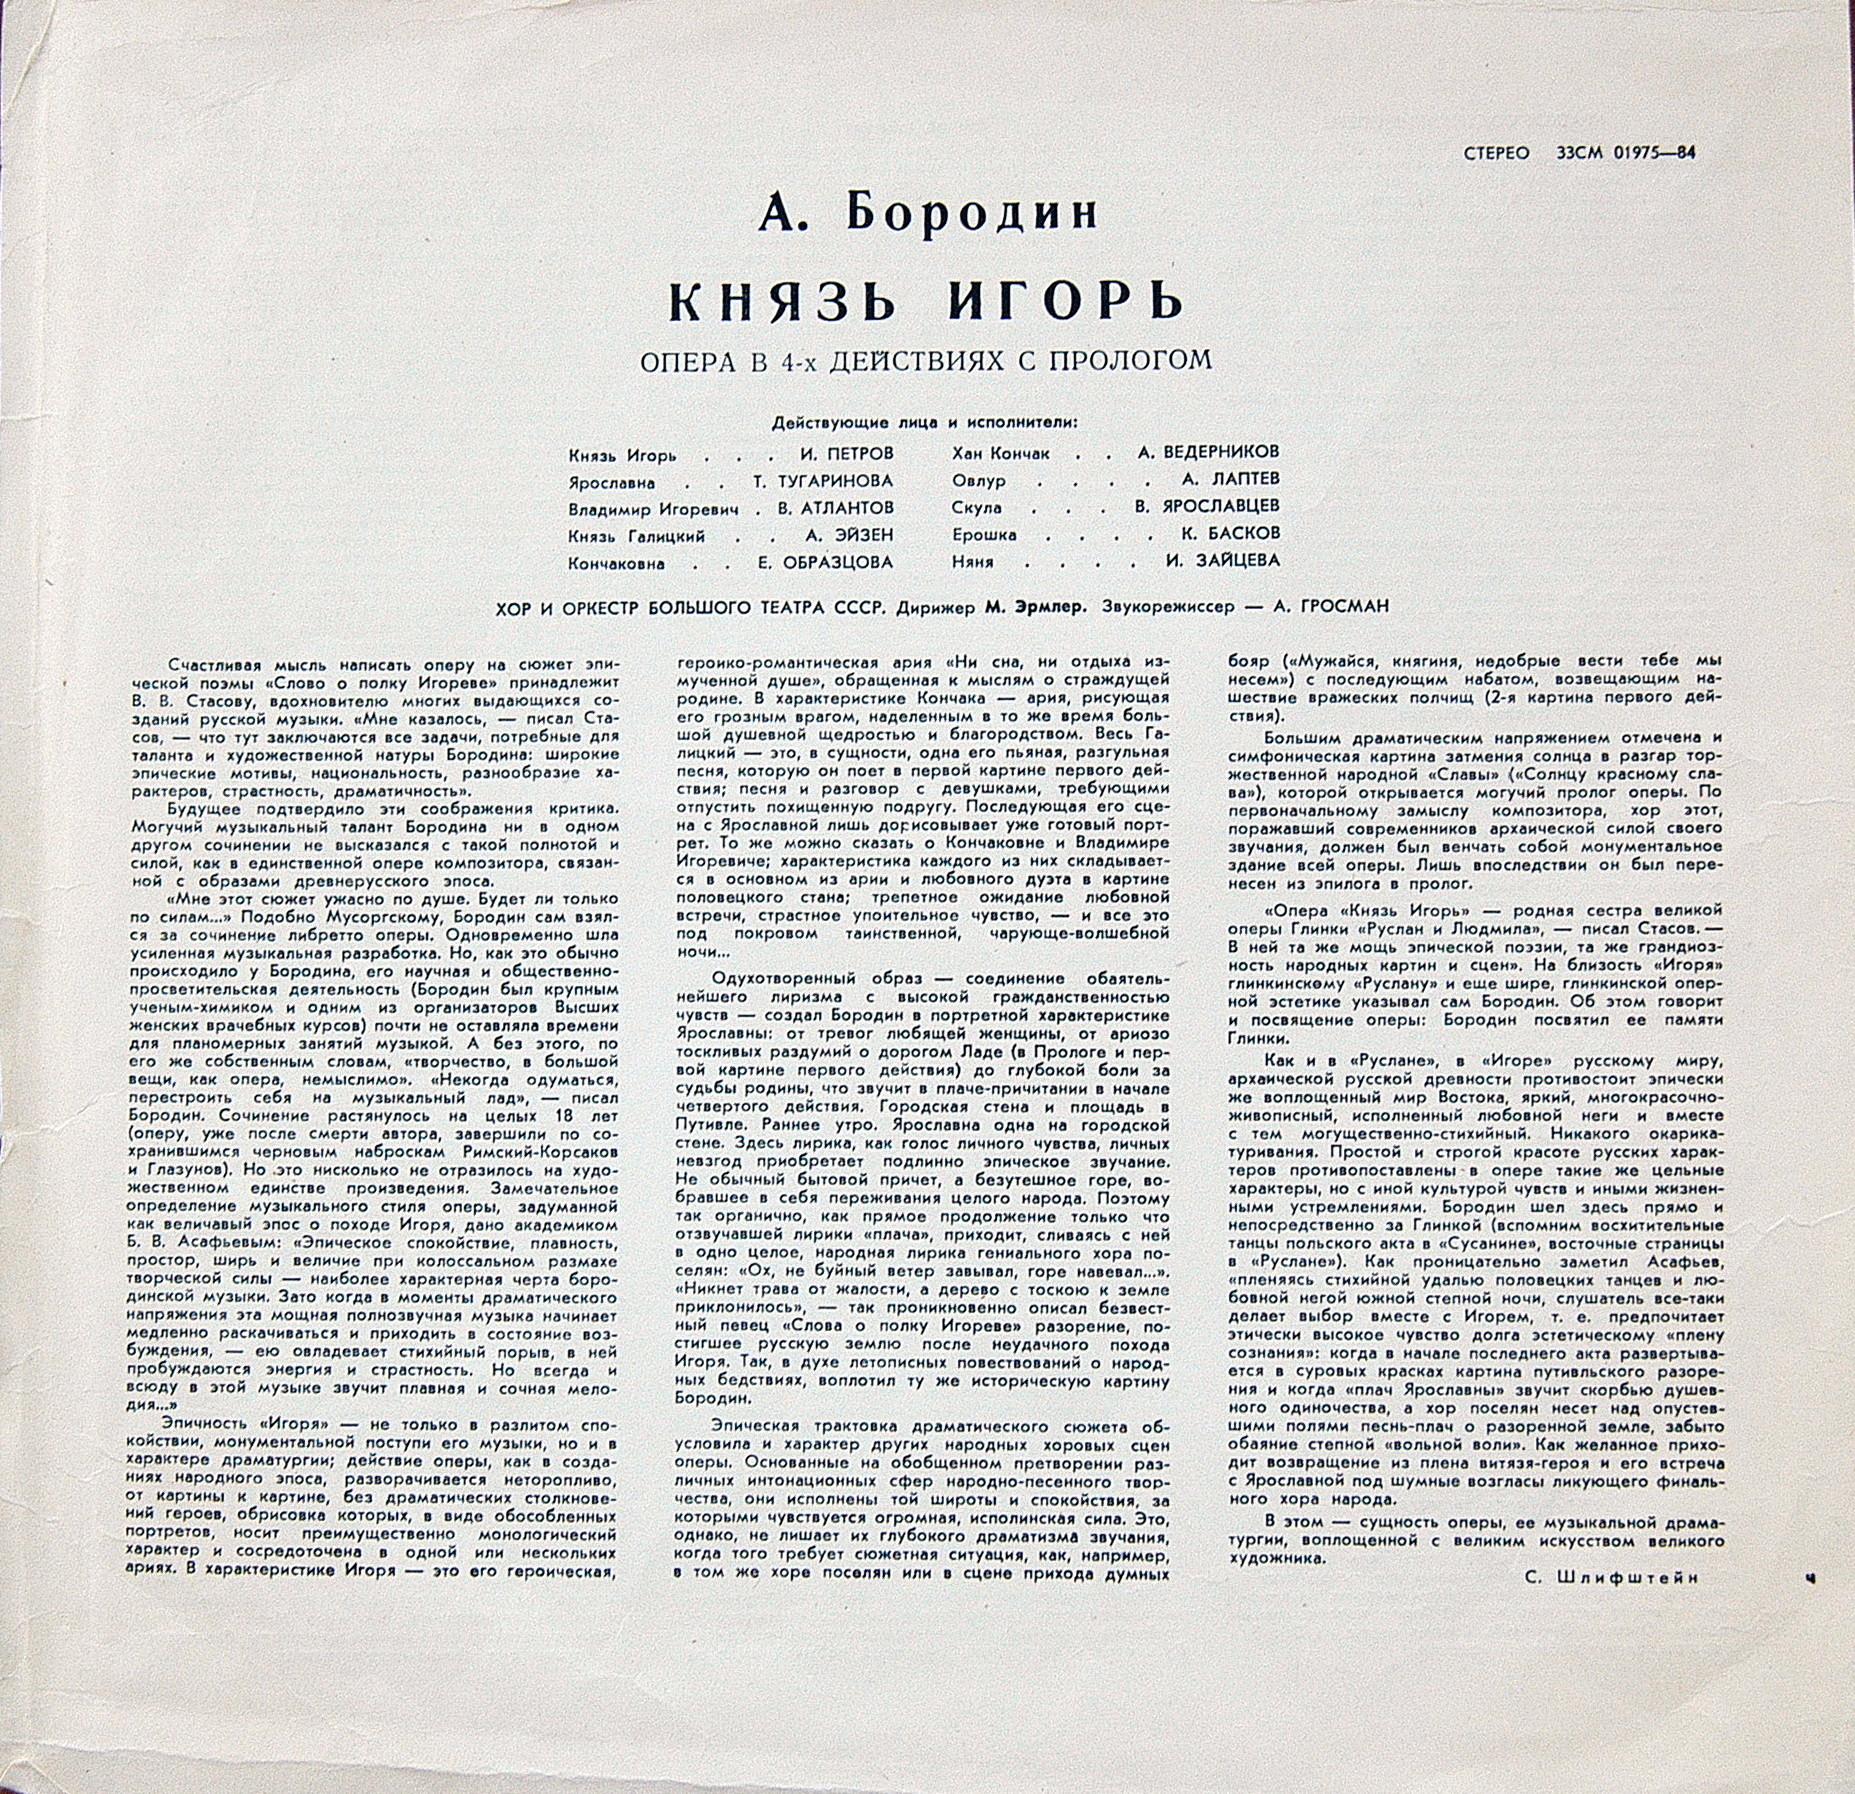 СТЕРЕО 33СМ 01975—84
А. Бородин
КНЯЗЬ ИГОРЬ
ОПЕРА В 4-х ДЕЙСТВИЯХ С ПРОЛОГОМ
Действующие лица и исполнители:
Князь Игорь . . . И. ПЕТРОВ
Ярославна . . Т. ТУГАРИНОВА
Владимир Игоревич . В. АТЛАНТОВ
Князь Галицкий . . А. ЭЙЗЕН
Кончаковна . . Е. ОБРАЗЦОВА
Хан Кончак . . А. ВЕДЕРНИКОВ
Овлур . . . . А. ЛАПТЕВ
Скула . . . В. ЯРОСЛАВЦЕВ
Ерошка . . . . К. БАСКОВ
Няня . . . . И. ЗАЙЦЕВА
ХОР И ОРКЕСТР БОЛЬШОГО ТЕАТРА СССР. Дирижер М. Эрмлер. Звукорежиссер — А. ГРОСМАН
Счастливая мысль написать оперу на сюжет эпи-
ческой поэмы «Слово о полку Игореве» принадлежит
В. В. Стасову, вдохновителю многих выдающихся со-
зданий русской музыки. «Мне казалось, — писал Ста-
сов, — что тут заключаются все задачи, потребные для
таланта и художественной натуры Бородина: широкие
эпические мотивы, национальность, разнообразие ха-
рактеров, страстность, драматичность».
Будущее подтвердило эти соображения критика.
Могучий музыкальный талант Бородина ни в одном
другом сочинении не высказался с такой полнотой и
силой, как в единственной опере композитора, связан-
ной с образами древнерусского эпоса.
«Мне этот сюжет ужасно по душе. Будет ли только
по силам...» Подобно Мусоргскому, Бородин сам взял-
ся за сочинение либретто оперы. Одновременно шла
усиленная музыкальная разработка. Но, как это обычно
происходило у Бородина, его научная и общественно-
просветительская деятельность (Бородин был крупным
ученым-химиком и одним из организаторов Высших
женских врачебных курсов) почти не оставляла времени
для планомерных занятий музыкой. А без этого, по
его же собственным словам, «творчество, в большой
вещи, как опера, немыслимо». «Некогда одуматься,
перестроить себя на музыкальный лад», — писал
Бородин. Сочинение растянулось на целых 18 лет
(оперу, уже после смерти автора, завершили по со-
хранившимся черновым наброскам Римский-Корсаков
и Глазунов). Но это нисколько не отразилось на худо-
жественном единстве произведения. Замечательное
определение музыкального стиля оперы, задуманной
как величавый эпос о походе Игоря, дано академиком
Б. В. Асафьевым: «Эпическое спокойствие, плавность,
простор, ширь и величие при колоссальном размахе
творческой силы — наиболее характерная черта боро-
динской музыки. Зато когда в моменты драматического
напряжения эта мощная полнозвучная музыка начинает
медленно раскачиваться и приходить в состояние воз-
буждения, — ею овладевает стихийный порыв, в ней
пробуждаются энергия и страстность. Но всегда и
всюду в этой музыке звучит плавная и сочная мело-
дия...»
Эпичность «Игоря» — не только в разлитом спо-
койствии, монументальной поступи его музыки, но и в
характере драматургии; действие оперы, как в созда-
ниях народного эпоса, разворачивается неторопливо,
от картины к картине, без драматических столкнове-
ний героев, обрисовка которых, в виде обособленных
портретов, носит преимущественно монологический
характер и сосредоточена в одной или нескольких
ариях. В характеристике Игоря — это его героическая,
героико-романтическая ария «Ни сна, ни отдыха из-
мученной душе», обращенная к мыслям о страждущей
родине. В характеристике Кончака — ария, рисующая
его грозным врагом, наделенным в то же время боль-
шой душевной щедростью и благородством. Весь Га-
лицкий — это, в сущности, одна его пьяная, разгульная
песня, которую он поет в первой картине первого дей-
ствия; песня и разговор с девушками, требующими
отпустить похищенную подругу. Последующая его сце-
на с Ярославной лишь дорисовывает уже готовый порт-
рет. То же можно сказать о Кончаковне и Владимире
Игоревиче; характеристика каждого из них складывает-
ся в основном из арии и любовного дуэта в картине
половецкого стана; трепетное ожидание любовной
встречи, страстное упоительное чувство, — и все это
под покровом таинственной, чарующе-волшебной
ночи...
Одухотворенный образ — соединение обаятель-
нейшего лиризма с высокой гражданственностью
чувств — создал Бородин в портретной характеристике
Ярославны: от тревог любящей женщины, от ариозо
тоскливых раздумий о дорогом Ладе (в Прологе и пер-
вой картине первого действия) до глубокой боли за
судьбы родины, что звучит в плаче-причитании в начале
четвертого действия. Городская стена и площадь в
Путивле. Раннее утро. Ярославна одна на городской
стене. Здесь лирика, как голос личного чувства, личных
невзгод приобретает подлинно эпическое звучание.
Не обычный бытовой причет, а безутешное горе, во-
бравшее в себя переживания целого народа. Поэтому
так органично, как прямое продолжение только что
отзвучавшей лирики «плача», приходит, сливаясь с ней
в одно целое, народная лирика гениального хора по-
селян: «Ох, не буйный ветер завывал, горе навевал...».
«Никнет трава от жалости, а дерево с тоскою к земле
приклонилось», — так проникновенно описал безвест-
ный певец «Слова о полку Игореве» разорение, по-
стигшее русскую землю после неудачного похода
Игоря. Так, в духе летописных повествований о народ-
ных бедствиях, воплотил ту же историческую картину
Бородин.
Эпическая трактовка драматического сюжета об-
условила и характер других народных хоровых сцен
оперы. Основанные на обобщенном претворении раз-
личных интонационных сфер народно-песенного твор-
чества, они исполнены той широты и спокойствия, за
которыми чувствуется огромная, исполинская сила. Это,
однако, не лишает их глубокого драматизма звучания,
когда того требует сюжетная ситуация, как, например,
в том же хоре поселян или в сцене прихода думных
бояр («Мужайся, княгиня, недобрые вести тебе мы
несем») с последующим набатом, возвещающим на-
шествие вражеских полчищ (2-я картина первого дей-
ствия).
Большим драматическим напряжением отмечена и
симфоническая картина затмения солнца в разгар тор-
жественной народной «Славы» («Солнцу красному сла-
ва»), которой открывается могучий пролог оперы. По
первоначальному замыслу композитора, хор этот,
поражавший современников архаической силой своего
звучания, должен был венчать собой монументальное
здание всей оперы. Лишь впоследствии он был пере-
несен из эпилога в пролог.
«Опера «Князь Игорь» — родная сестра великой
оперы Глинки «Руслан и Людмила», — писал Стасов. —
В ней та же мощь эпической поэзии, та же грандиоз-
ность народных картин и сцен». На близость «Игоря»
глинкинскому «Руслану» и еще шире, глинкинской опер-
ной эстетике указывал сам Бородин. Об этом говорит
и посвящение оперы: Бородин посвятил ее памяти
Глинки.
Как и в «Руслане», в «Игоре» русскому миру,
архаической русской древности противостоит эпически
же воплощенный мир Востока, яркий, многокрасочно-
живописный, исполненный любовной неги и вместе
с тем могущественно-стихийный. Никакого окарика-
туривания. Простой и строгой красоте русских харак-
теров противопоставлены в опере такие же цельные
характеры, но с иной культурой чувств и иными жизнен-
ными устремлениями. Бородин шел здесь прямо и
непосредственно за Глинкой (вспомним восхитительные
танцы польского акта в «Сусанине», восточные страницы
в «Руслане»). Как проницательно заметил Асафьев,
«пленяясь стихийной удалью половецких танцев и лю-
бовной негой южной степной ночи, слушатель все-таки
делает выбор вместе с Игорем, т. е. предпочитает
этически высокое чувство долга эстетическому «плену
сознания»: когда в начале последнего акта развертыва-
ется в суровых красках картина путивльского разоре-
ния и когда «плач Ярославны» звучит скорбью душев-
ного одиночества, а хор поселян несет над опустев-
шими полями песнь-плач о разоренной земле, забыто
обаяние степной «вольной воли». Как желанное прихо-
дит возвращение из плена витязя-героя и его встреча
с Ярославной под шумные возгласы ликующего финаль-
ного хора народа.
В этом — сущность оперы, ее музыкальной драма-
тургии, воплощенной с великим искусством великого
художника.
С. Шлифштейн
ч